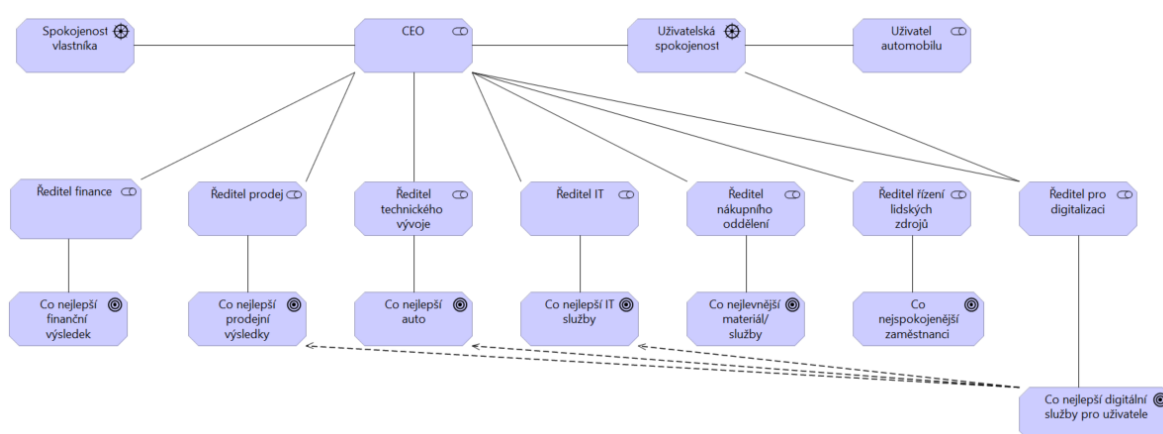 Spokojenost
vlastníka
CEO
Uživatelská
spokojenost
Uživatel
automobilu
Ředitel finance
Ředitel prodej
Ředitel
technického
vývoje
Ředitel IT
Ředitel
nákupního
oddělení
Ředitel řízení
lidských
zdrojů
Ředitel pro
digitalizaci
Co nejlepší
finanční
výsledek
Co nejlepší
prodejní
výsledky
Co nejlepší
auto
Co nejlepší IT
služby
Co nejlevnější
materiál/
služby
Co
nejspokojenější
zaměstnanci
Co nejlepší digitální
služby pro uživatele